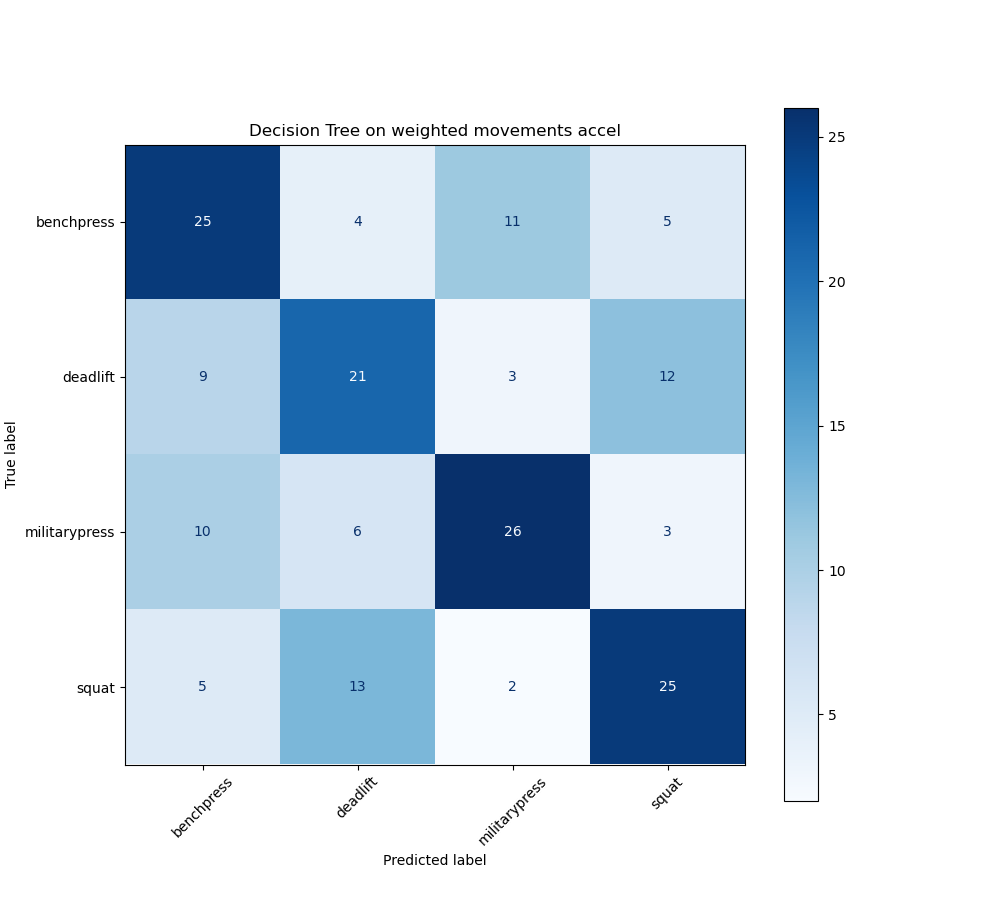 Decision Tree on weighted movements accel
True label
benchpress 25 4 11 5
deadlift 9 21 3 12
militarypress 10 6 26 3
squat 5 13 2 25
benchpress deadlift militarypress squat
Predicted label
25
20
15
10
5